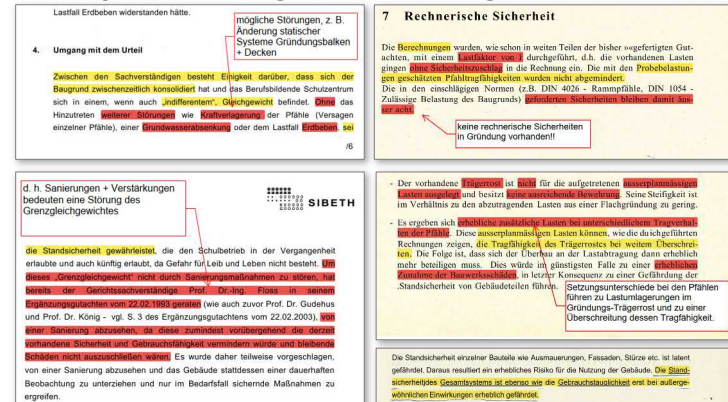 Lastfall Erdbeben widerstanden hätte.
mögliche Störungen, z. B.
Änderung statischer
Systeme Gründungsbalken
+ Decken
4. Umgang mit dem Urteil
Zwischen den Sachverständigen besteht Einigkeit darüber, dass sich der
Baugrund zwischenzeitlich konsolidiert hat und das Berufsbildende Schulzentrum
sich in einem, wenn auch „indifferentem“, Gleichgewicht befindet. Ohne das
Hinzutreten weiterer Störungen wie Kraftverlagerung der Pfähle (Versagen
einzelner Pfähle), einer Grundwasserabsenkung oder dem Lastfall Erdbeben, sei
/6
7 Rechnerische Sicherheit
Die Berechnungen wurden, wie schon in weiten Teilen der bisher »«gefertigten Gut-
achten, mit einem Lastfaktor von 1 durchgeführt, d.h. die vorhandenen Lasten
gingen ohne Sicherheitszuschlag in die Rechnung ein. Die mit den Probebelastun-
gen geschätzten Pfahltragfähigkeiten wurden nicht abgemindert.
Die in den einschlägigen Normen (z.B. DIN 4026 - Rammpfähle, DIN 1054 -
Zulässige Belastung des Baugrunds) geforderten Sicherheiten bleiben damit äus-
ser acht.
keine rechnerische Sicherheiten
in Gründung vorhanden!!
d. h. Sanierungen + Verstärkungen
bedeuten eine Störung des
Grenzgleichgewichtes
SIBETH
die Standsicherheit gewährleistet, die den Schulbetrieb in der Vergangenheit
erlaubte und auch künftig erlaubt, da Gefahr für Leib und Leben nicht besteht. Um
dieses „Grenzgleichgewicht“ nicht durch Sanierungsmaßnahmen zu stören, hat
bereits der Gerichtssachverständige Prof. Dr.-Ing. Floss in seinem
Ergänzungsgutachten vom 22.02.1993 geraten (wie auch zuvor Prof. Dr. Gudehus
und Prof. Dr. König - vgl. S. 3 des Ergänzungsgutachtens vom 22.02.2003), von
einer Sanierung abzusehen, da diese zumindest vorübergehend die derzeit
vorhandene Sicherheit und Gebrauchsfähigkeit vermindern würde und bleibende
Schäden nicht auszuschließen wären. Es wurde daher teilweise vorgeschlagen,
von einer Sanierung abzusehen und das Gebäude stattdessen einer dauerhaften
Beobachtung zu unterziehen und nur im Bedarfsfall sichernde Maßnahmen zu
ergreifen.
- Der vorhandene Trägerrost ist nicht für die aufgetretenen ausserplanmässigen
Lasten ausgelegt und besitzt keine ausreichende Bewehrung. Seine Steifigkeit ist
im Verhältnis zu den abzutragenden Lasten aus einer Flachgründung zu gering.
- Es ergeben sich erhebliche zusätzliche Lasten bei unterschiedlichem Tragverhal-
ten der Pfähle. Diese ausserplanmässigen Lasten können, wie die duichgeführten
Rechnungen zeigen, die Tragfähigkeit des Trägerrostes bei weitem Überschrei-
ten. Die Folge ist, dass sich der Überbau an der Lastabtragung dann erheblich
mehr beteiligen muss. Dies würde im günstigsten Falle zu einer erheblichen
Zunahme der Bauwerksschäden, in letzter Konsequenz zu einer Gefährdung der
.Standsicherheit von Gebäudeteilen führen.
Setzungsunterschiede bei den Pfählen
führen zu Lastumlagerungen im
Gründungs-Trägerrost und zu einer
Überschreitung dessen Tragfähigkeit.
Die Standsicherheit einzelner Bauteile wie Ausmauerungen, Fassaden, Stürze etc. ist latent
gefährdet. Daraus resultiert ein erhebliches Risiko für die Nutzung der Gebäude. Die Stand-
sicherheitjdes Gesamtsystems ist ebenso wie die Gebrauchstauglichkeit erst bei außerge-
wöhnlichen Einwirkungen erheblich gefährdet.